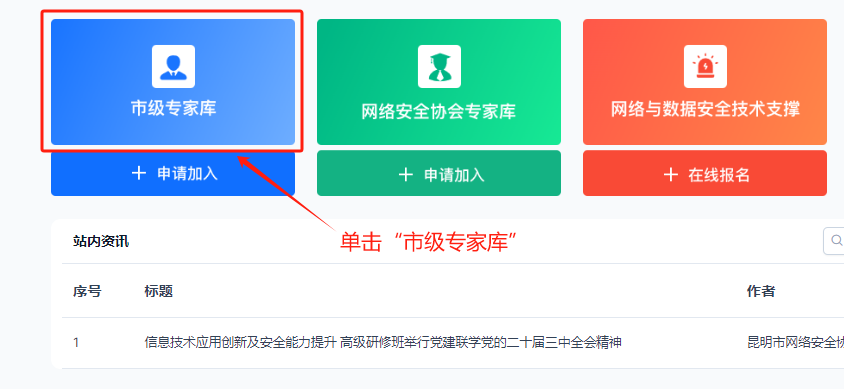 市级专家库
网络安全协会专家库
网络与数据安全技术支撑
+ 申请加入
+ 申请加入
+ 在线报名
单击“市级专家库”
站内资讯
序号 标题 作者
1 信息技术应用创新及安全能力提升 高级研修班举行党建联学党的二十届三中全会精神 昆明市网络安全协